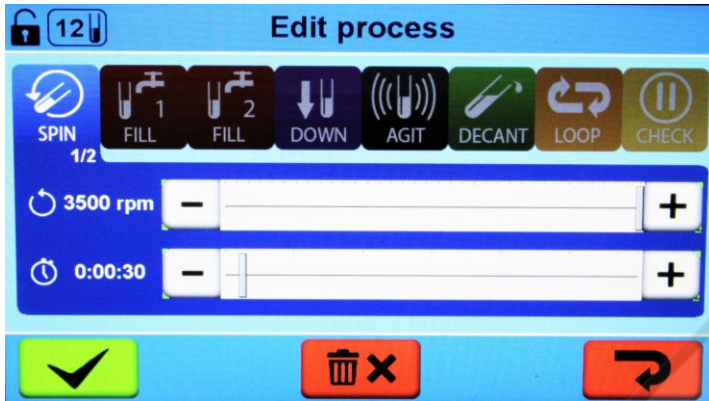 12
Edit process
SPIN
1/2
1
FILL
2
FILL
DOWN
AGIT
DECANT
LOOP
CHECK
3500 rpm
0:00:30